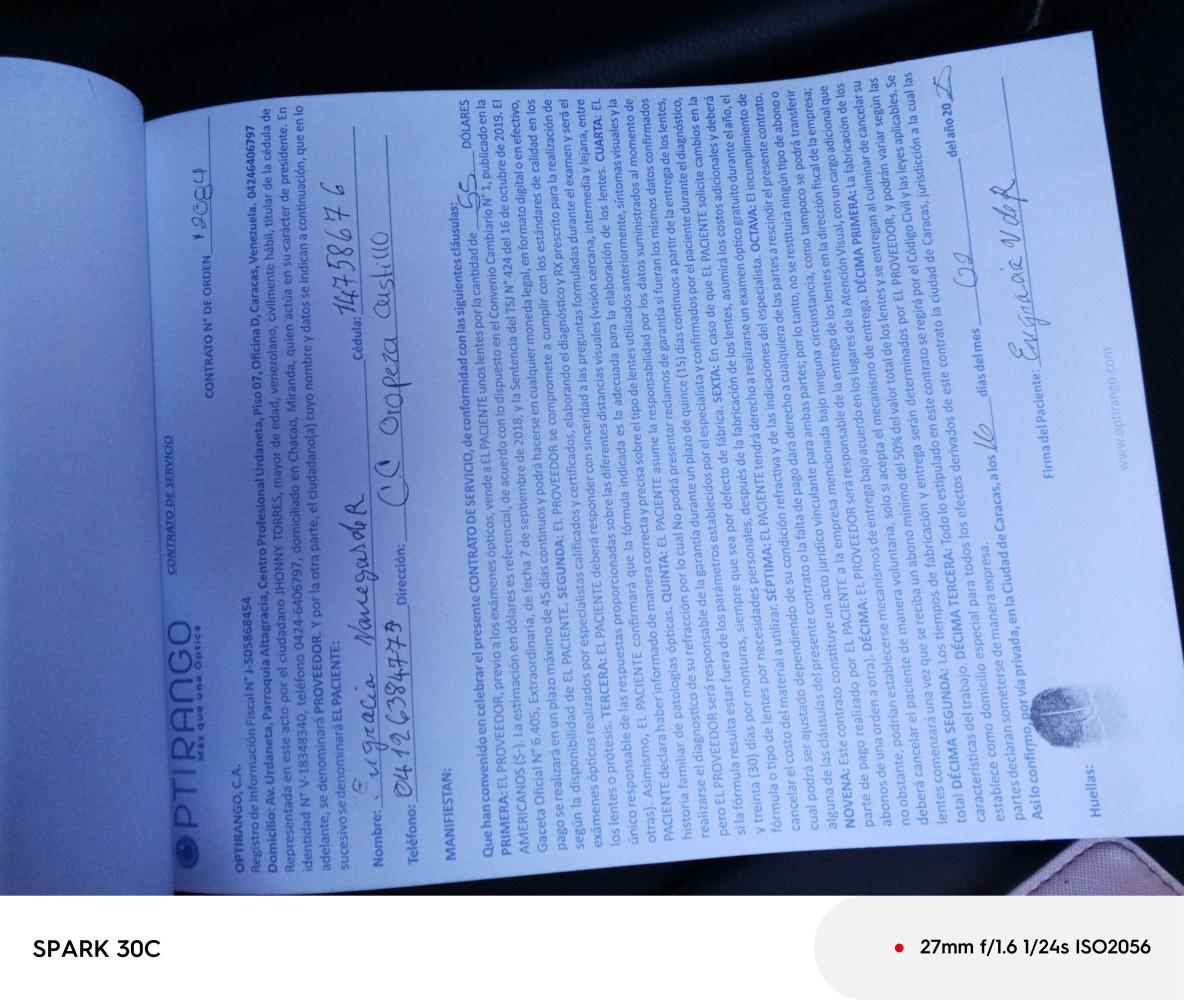 OPTIRANGO
Más que una Óptica
CONTRATO DE SERVICIO
CONTRATO N° DE ORDEN 12084
OPTIRANGO, C.A.
Registro de Información Fiscal N° J-505868454
Domicilio: Av. Urdaneta, Parroquia Altagracia, Centro Profesional Urdaneta, Piso 07, Oficina D, Caracas, Venezuela. 04246406797
Representada en este acto por el ciudadano JHONNY TORRES, mayor de edad, venezolano, civilmente hábil, titular de la cédula de
identidad N° V-18348340, teléfono 0424-6406797, domiciliado en Chacao, Miranda, quien actúa en su carácter de presidente. En
adelante, se denominará PROVEEDOR. Y por la otra parte, el ciudadano(a) cuyo nombre y datos se indican a continuación, que en lo
sucesivo se denominará EL PACIENTE:
Nombre: Engracia Vanegas de R Cédula: 14758676
Teléfono: 04126384773 Dirección: CC Oropeza Castillo
MANIFIESTAN:
Que han convenido en celebrar el presente CONTRATO DE SERVICIO, de conformidad con las siguientes cláusulas:
PRIMERA: EL PROVEEDOR, previo a los exámenes ópticos, vende a EL PACIENTE unos lentes por la cantidad de 55 DÓLARES
AMERICANOS ($-). La estimación en dólares es referencial, de acuerdo con lo dispuesto en el Convenio Cambiario N° 1, publicado en la
Gaceta Oficial N° 6.405, Extraordinaria, de fecha 7 de septiembre de 2018, y la Sentencia del TSJ N° 424 del 16 de octubre de 2019. El
pago se realizará en un plazo máximo de 45 días continuos y podrá hacerse en cualquier moneda legal, en formato digital o en efectivo,
según la disponibilidad de EL PACIENTE. SEGUNDA: EL PROVEEDOR se compromete a cumplir con los estándares de calidad en los
exámenes ópticos realizados por especialistas calificados y certificados, elaborando el diagnóstico y RX prescrito para la realización de
los lentes o prótesis. TERCERA: EL PACIENTE deberá responder con sinceridad a las preguntas formuladas durante el examen y será el
único responsable de las respuestas proporcionadas sobre las diferentes distancias visuales (visión cercana, intermedia y lejana, entre
otras). Asimismo, EL PACIENTE confirmará que la fórmula indicada es la adecuada para la elaboración de los lentes. CUARTA: EL
PACIENTE declara haber informado de manera correcta y precisa sobre el tipo de lentes utilizados anteriormente, síntomas visuales y la
historia familiar de patologías ópticas. QUINTA: EL PACIENTE asume la responsabilidad por los datos suministrados al momento de
realizarse el diagnostico de su refracción por lo cual No podrá presentar reclamos de garantía si fueran los mismos datos confirmados
pero EL PROVEEDOR será responsable de la garantía durante un plazo de quince (15) días continuos a partir de la entrega de los lentes,
si la fórmula resulta estar fuera de los parámetros establecidos por el especialista y confirmados por el paciente durante el diagnóstico,
y treinta (30) días por monturas, siempre que sea por defecto de fábrica. SEXTA: En caso de que EL PACIENTE solicite cambios en la
fórmula o tipo de lentes por necesidades personales, después de la fabricación de los lentes, asumirá los costos adicionales y deberá
cancelar el costo del material a utilizar. SÉPTIMA: EL PACIENTE tendrá derecho a realizarse un examen óptico gratuito durante el año, el
cual podrá ser ajustado dependiendo de su condición refractiva y de las indicaciones del especialista. OCTAVA: El incumplimiento de
alguna de las cláusulas del presente contrato o la falta de pago dará derecho a cualquiera de las partes a rescindir el presente contrato.
NOVENA: Este contrato constituye un acto jurídico vinculante para ambas partes; por lo tanto, no se restituirá ningún tipo de abono o
parte de pago realizado por EL PACIENTE a la empresa mencionada bajo ninguna circunstancia, como tampoco se podrá transferir
abonos de una orden a otra). DÉCIMA: EL PROVEEDOR será responsable de la entrega de los lentes en la dirección fiscal de la empresa;
no obstante, podrían establecerse mecanismos de entrega bajo acuerdo en los lugares de la Atención Visual, con un cargo adicional que
deberá cancelar el paciente de manera voluntaria, solo si acepta el mecanismo de entrega. DÉCIMA PRIMERA: La fabricación de los
lentes comenzará una vez que se reciba un abono mínimo del 50% del valor total de los lentes y se entregan al culminar de cancelar su
total DÉCIMA SEGUNDA: Los tiempos de fabricación y entrega serán determinados por EL PROVEEDOR, y podrán variar según las
características del trabajo. DÉCIMA TERCERA: Todo lo estipulado en este contrato se regirá por el Código Civil y las leyes aplicables. Se
establece como domicilio especial para todos los efectos derivados de este contrato la ciudad de Caracas, jurisdicción a la cual las
partes declaran someterse de manera expresa.
Así lo confirmo, por vía privada, en la Ciudad de Caracas, a los 16 días del mes 02 del año 2025
Firma del Paciente: Engracia V de R
Huellas:
www.optirango.com
SPARK 30C
27mm f/1.6 1/24s ISO2056